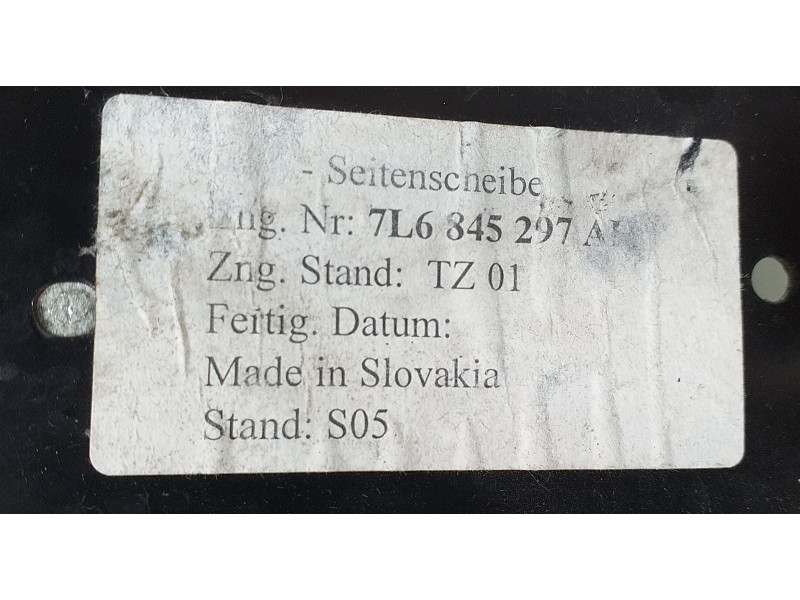 - Seitenscheibe
Nr: 7L6 845 297
Zng. Stand: TZ 01
Fertig. Datum:
Made in Slovakia
Stand: S05